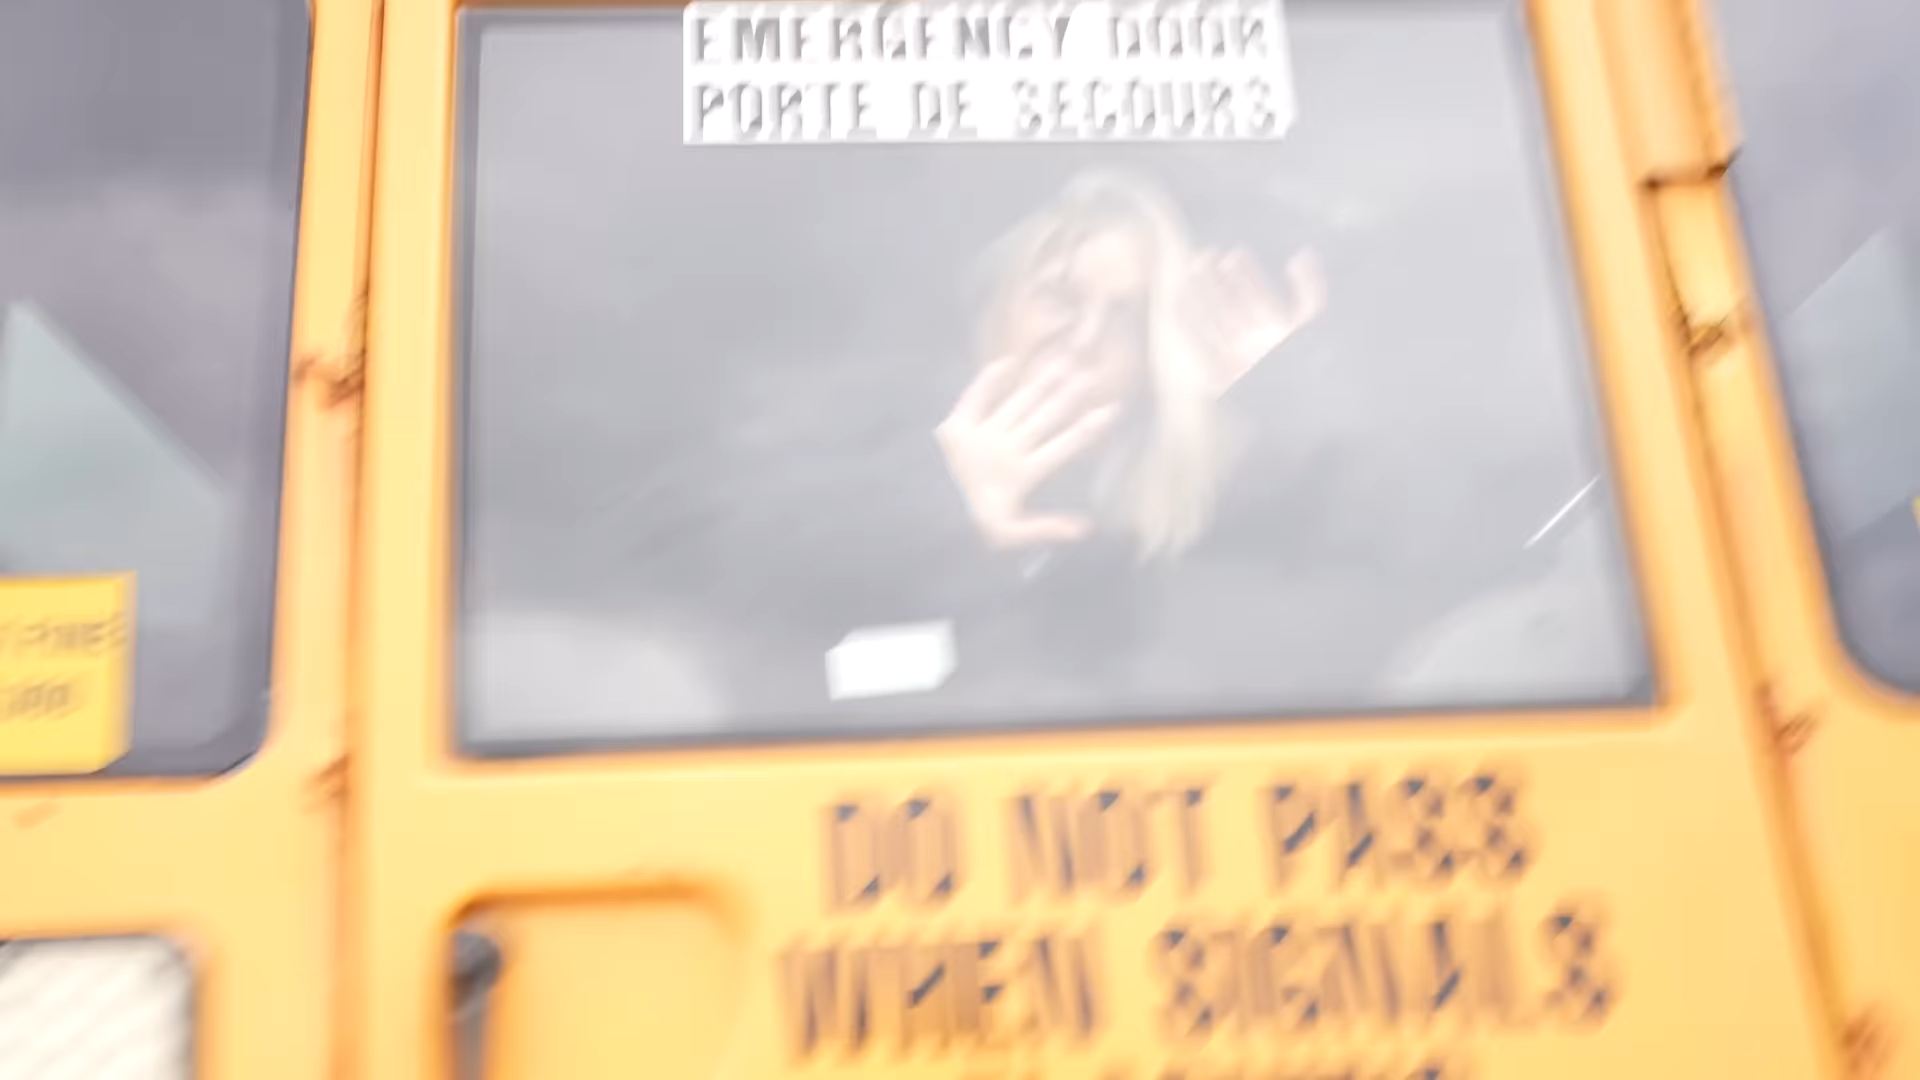 EMERGENCY DOOR
PORTE DE SECOURS
DO NOT PASS
WHEN SIGNALS